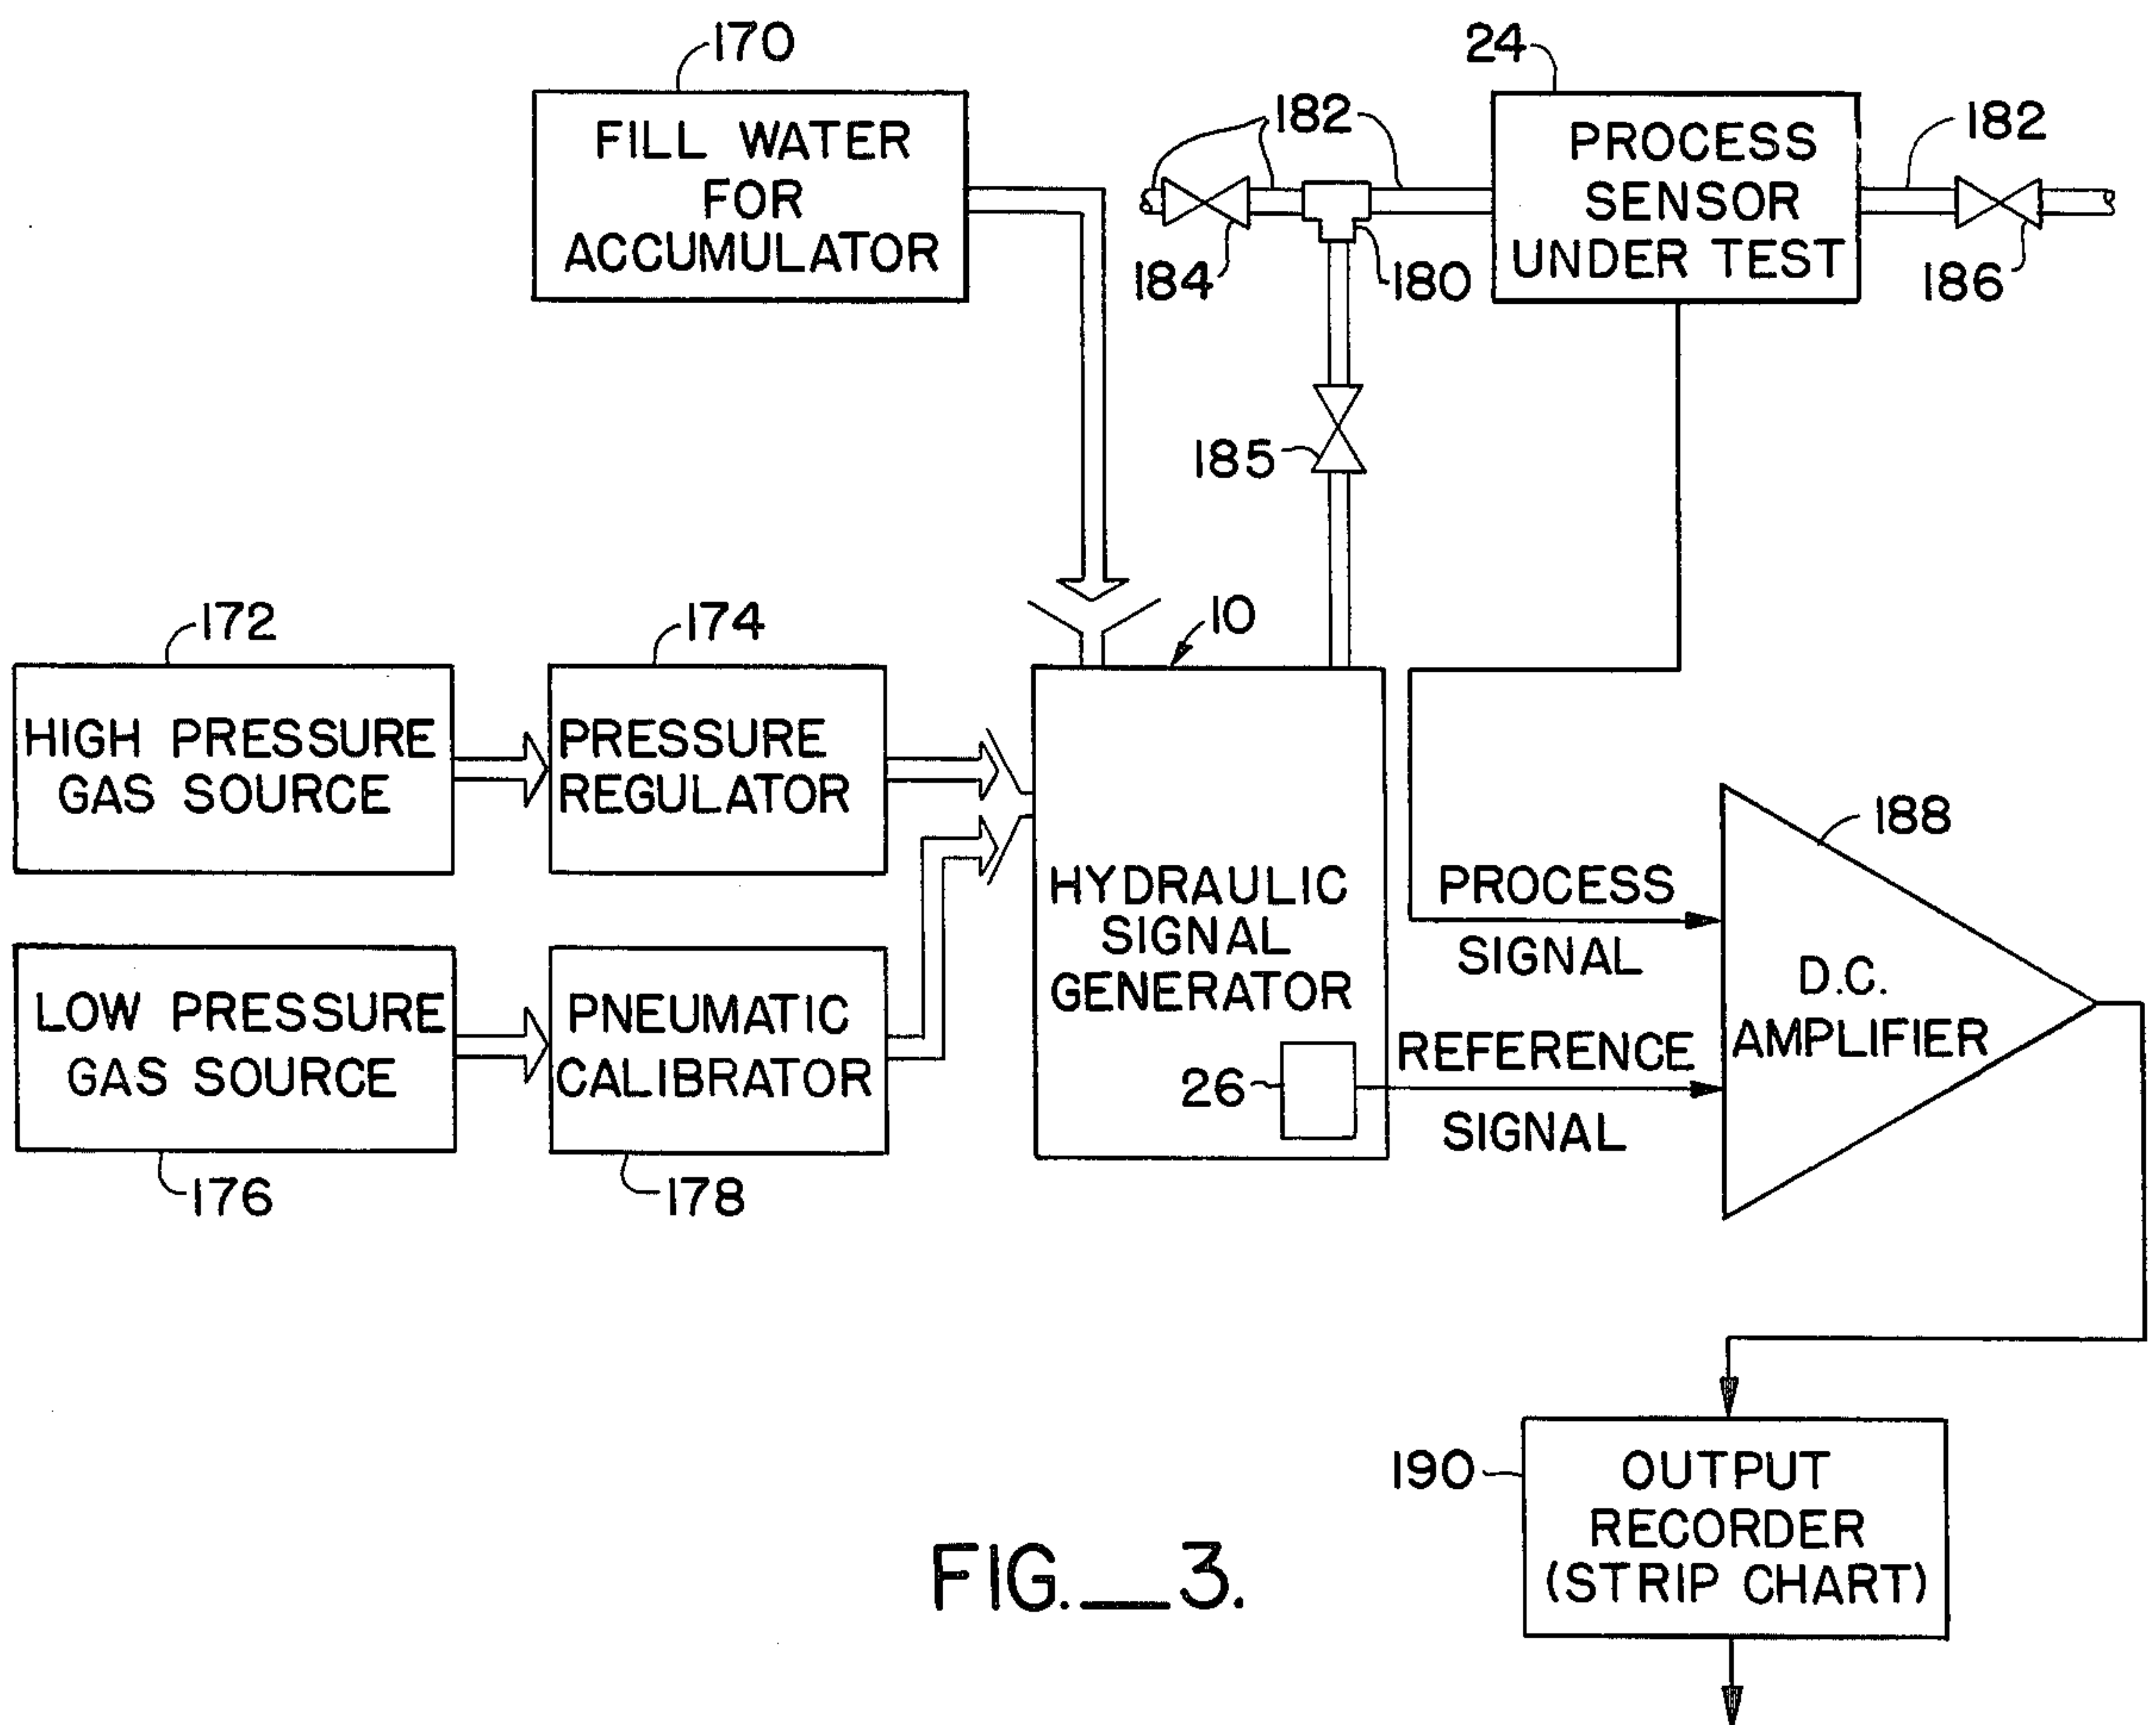 170
FILL WATER
FOR
ACCUMULATOR
24
PROCESS
SENSOR
UNDER TEST
182
182
184
180
186
185
10
172
HIGH PRESSURE
GAS SOURCE
174
PRESSURE
REGULATOR
LOW PRESSURE
GAS SOURCE
176
PNEUMATIC
CALIBRATOR
178
HYDRAULIC
SIGNAL
GENERATOR
26
PROCESS
SIGNAL
REFERENCE
SIGNAL
188
D.C.
AMPLIFIER
190
OUTPUT
RECORDER
(STRIP CHART)
FIG.__3.